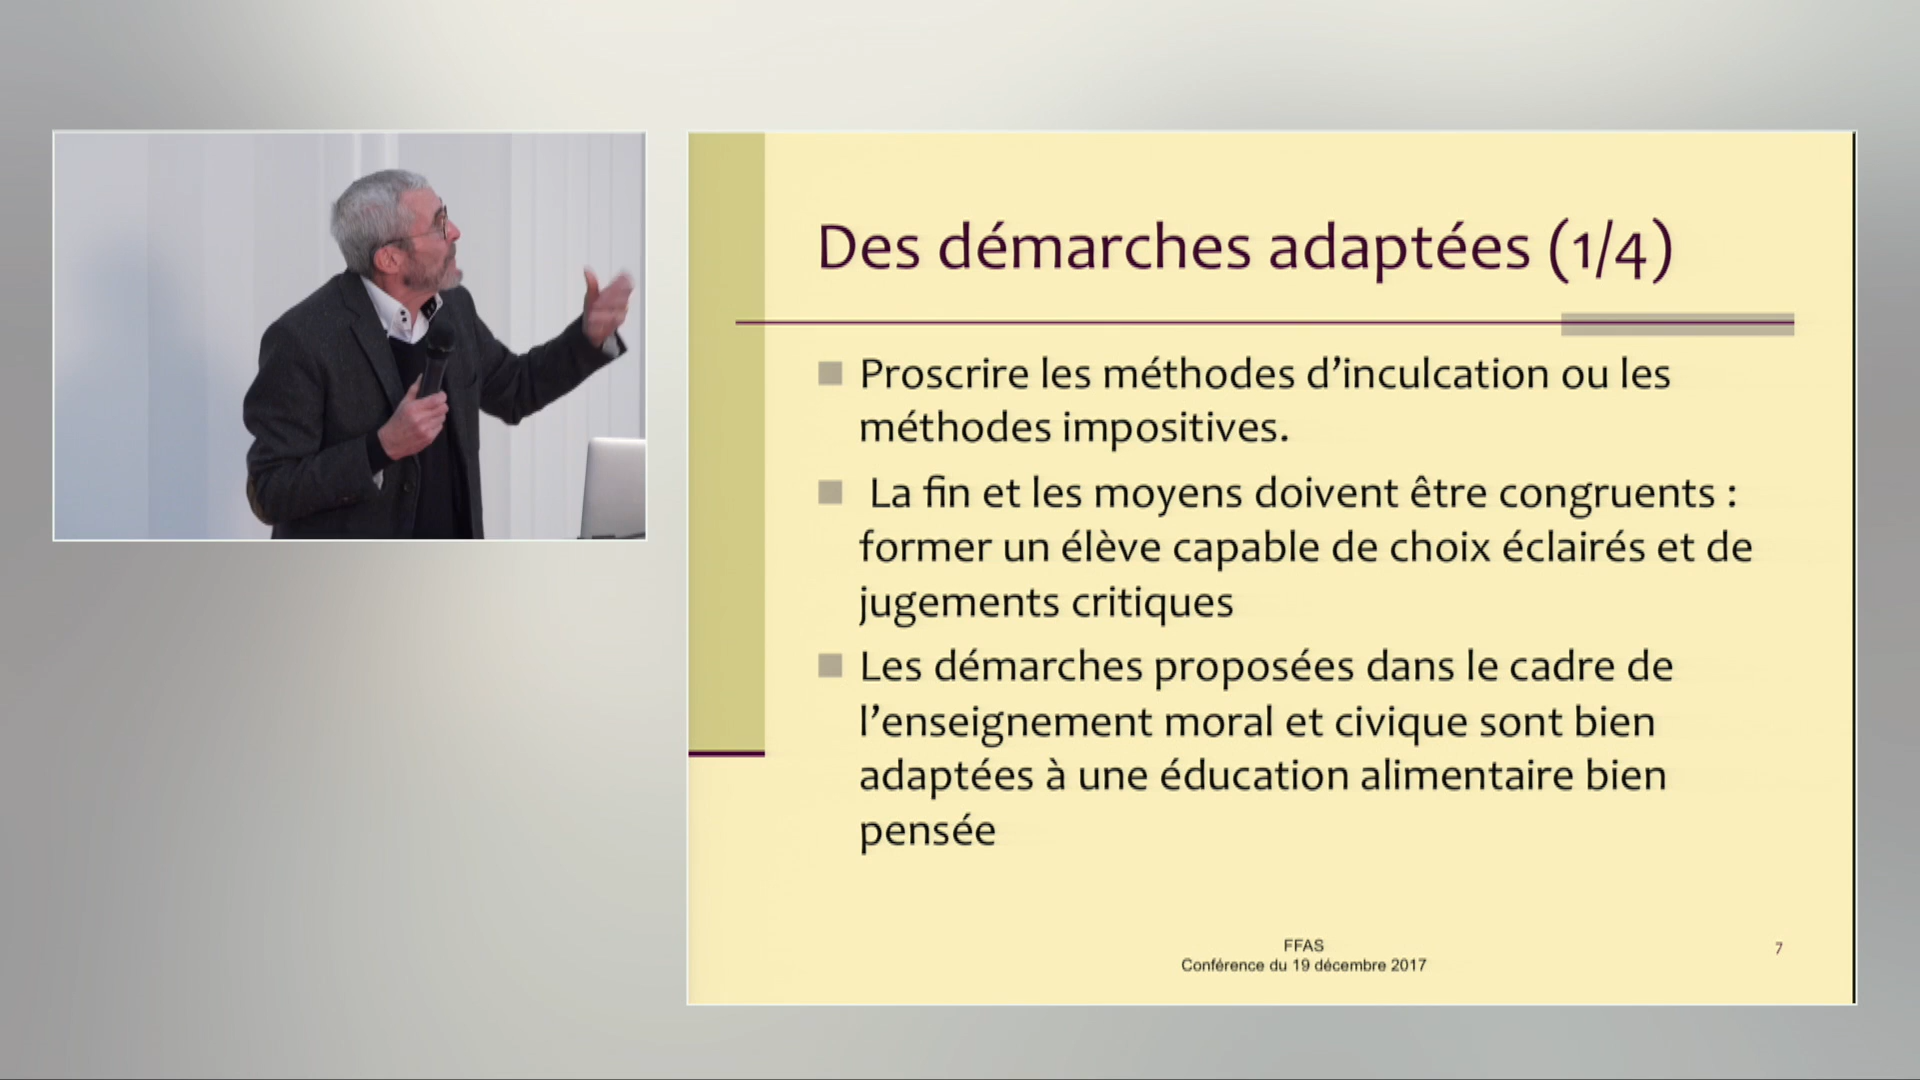 Des démarches adaptées (1/4)
Proscrire les méthodes d’inculcation ou les
méthodes impositives.
La fin et les moyens doivent être congruents :
former un élève capable de choix éclairés et de
jugements critiques
Les démarches proposées dans le cadre de
l’enseignement moral et civique sont bien
adaptées à une éducation alimentaire bien
pensée
FFAS
Conférence du 19 décembre 2017
7